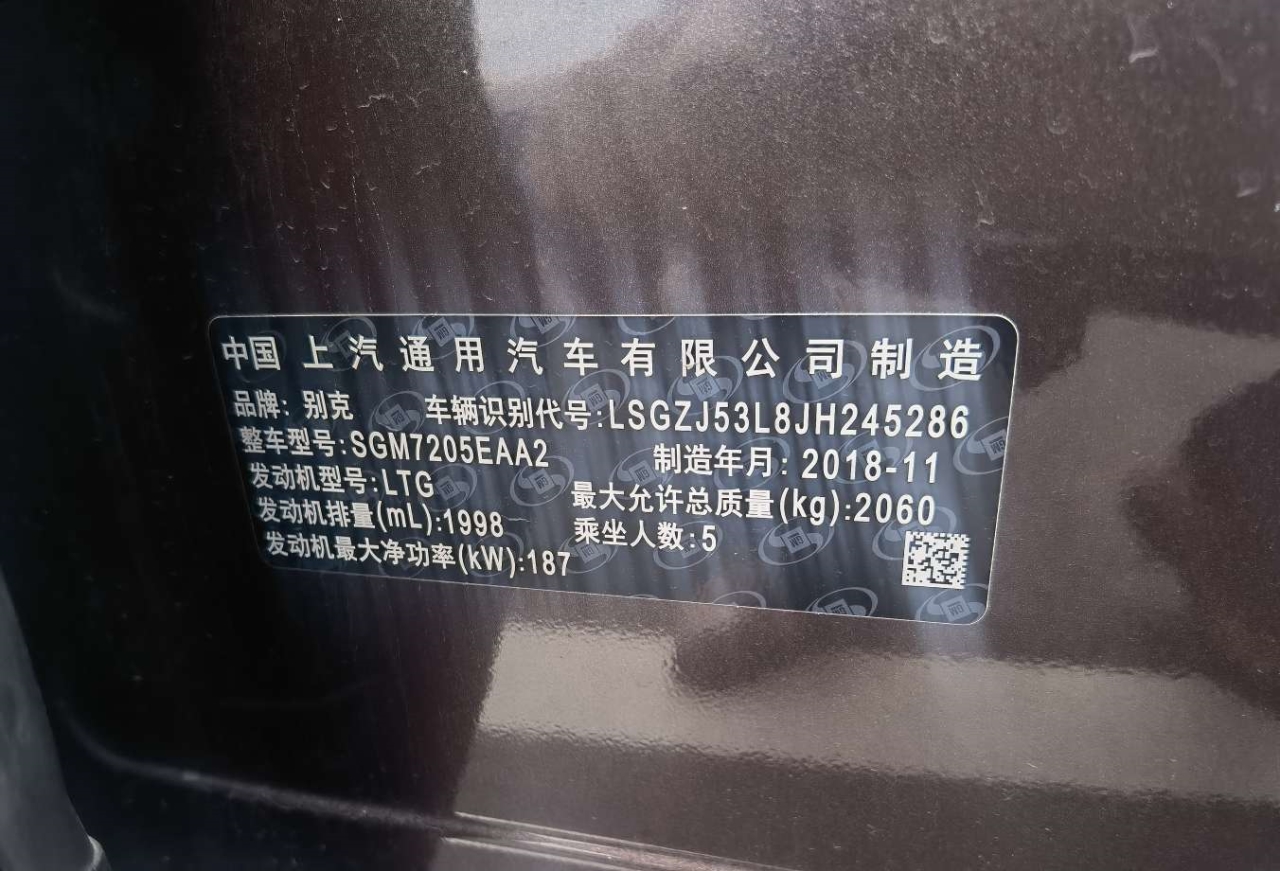 中国 上汽通用汽车有限公司制造
品牌: 别克 车辆识别代号:LSGZJ53L8JH245286
整车型号:SGM7205EAA2 制造年月: 2018-11
发动机型号:LTG 最大允许总质量(kg):2060
发动机排量(mL):1998 乘坐人数:5
发动机最大净功率(kW):187